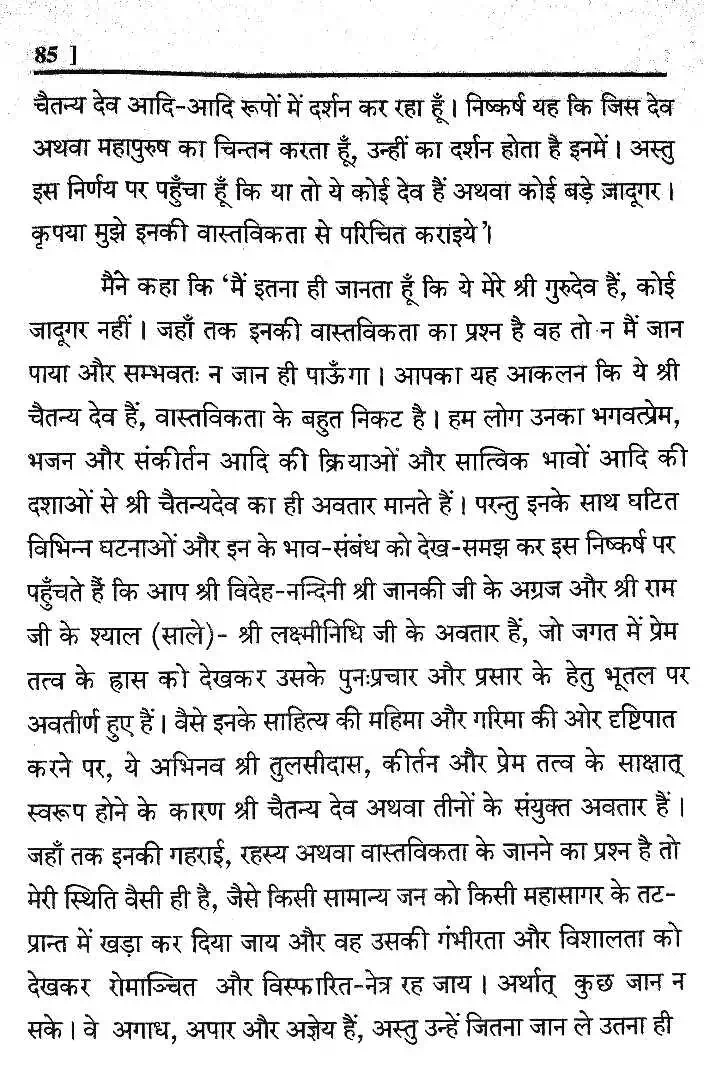 85 ]
चैतन्य देव आदि-आदि रूपों में दर्शन कर रहा हूँ। निष्कर्ष यह कि जिस देव
अथवा महापुरुष का चिन्तन करता हूँ, उन्हीं का दर्शन होता है इनमें। अस्तु
इस निर्णय पर पहुँचा हूँ कि या तो ये कोई देव हैं अथवा कोई बड़े ज़ादूगर।
कृपया मुझे इनकी वास्तविकता से परिचित कराइये'।
मैंने कहा कि 'मैं इतना ही जानता हूँ कि ये मेरे श्री गुरुदेव हैं, कोई
जादूगर नहीं। जहाँ तक इनकी वास्तविकता का प्रश्न है वह तो न मैं जान
पाया और सम्भवतः न जान ही पाऊँगा। आपका यह आकलन कि ये श्री
चैतन्य देव हैं, वास्तविकता के बहुत निकट है। हम लोग उनका भगवत्प्रेम,
भजन और संकीर्तन आदि की क्रियाओं और सात्विक भावों आदि की
दशाओं से श्री चैतन्यदेव का ही अवतार मानते हैं। परन्तु इनके साथ घटित
विभिन्न घटनाओं और इन के भाव-संबंध को देख-समझ कर इस निष्कर्ष पर
पहुँचते हैं कि आप श्री विदेह-नन्दिनी श्री जानकी जी के अग्रज और श्री राम
जी के श्याल (साले)- श्री लक्ष्मीनिधि जी के अवतार हैं, जो जगत में प्रेम
तत्व के ह्रास को देखकर उसके पुनःप्रचार और प्रसार के हेतु भूतल पर
अवतीर्ण हुए हैं। वैसे इनके साहित्य की महिमा और गरिमा की ओर दृष्टिपात
करने पर, ये अभिनव श्री तुलसीदास, कीर्तन और प्रेम तत्व के साक्षात्
स्वरूप होने के कारण श्री चैतन्य देव अथवा तीनों के संयुक्त अवतार हैं।
जहाँ तक इनकी गहराई, रहस्य अथवा वास्तविकता के जानने का प्रश्न है तो
मेरी स्थिति वैसी ही है, जैसे किसी सामान्य जन को किसी महासागर के तट-
प्रान्त में खड़ा कर दिया जाय और वह उसकी गंभीरता और विशालता को
देखकर रोमाञ्चित और विस्फारित-नेत्र रह जाय। अर्थात् कुछ जान न
सके। वे अगाध, अपार और अज्ञेय हैं, अस्तु उन्हें जितना जान ले उतना ही